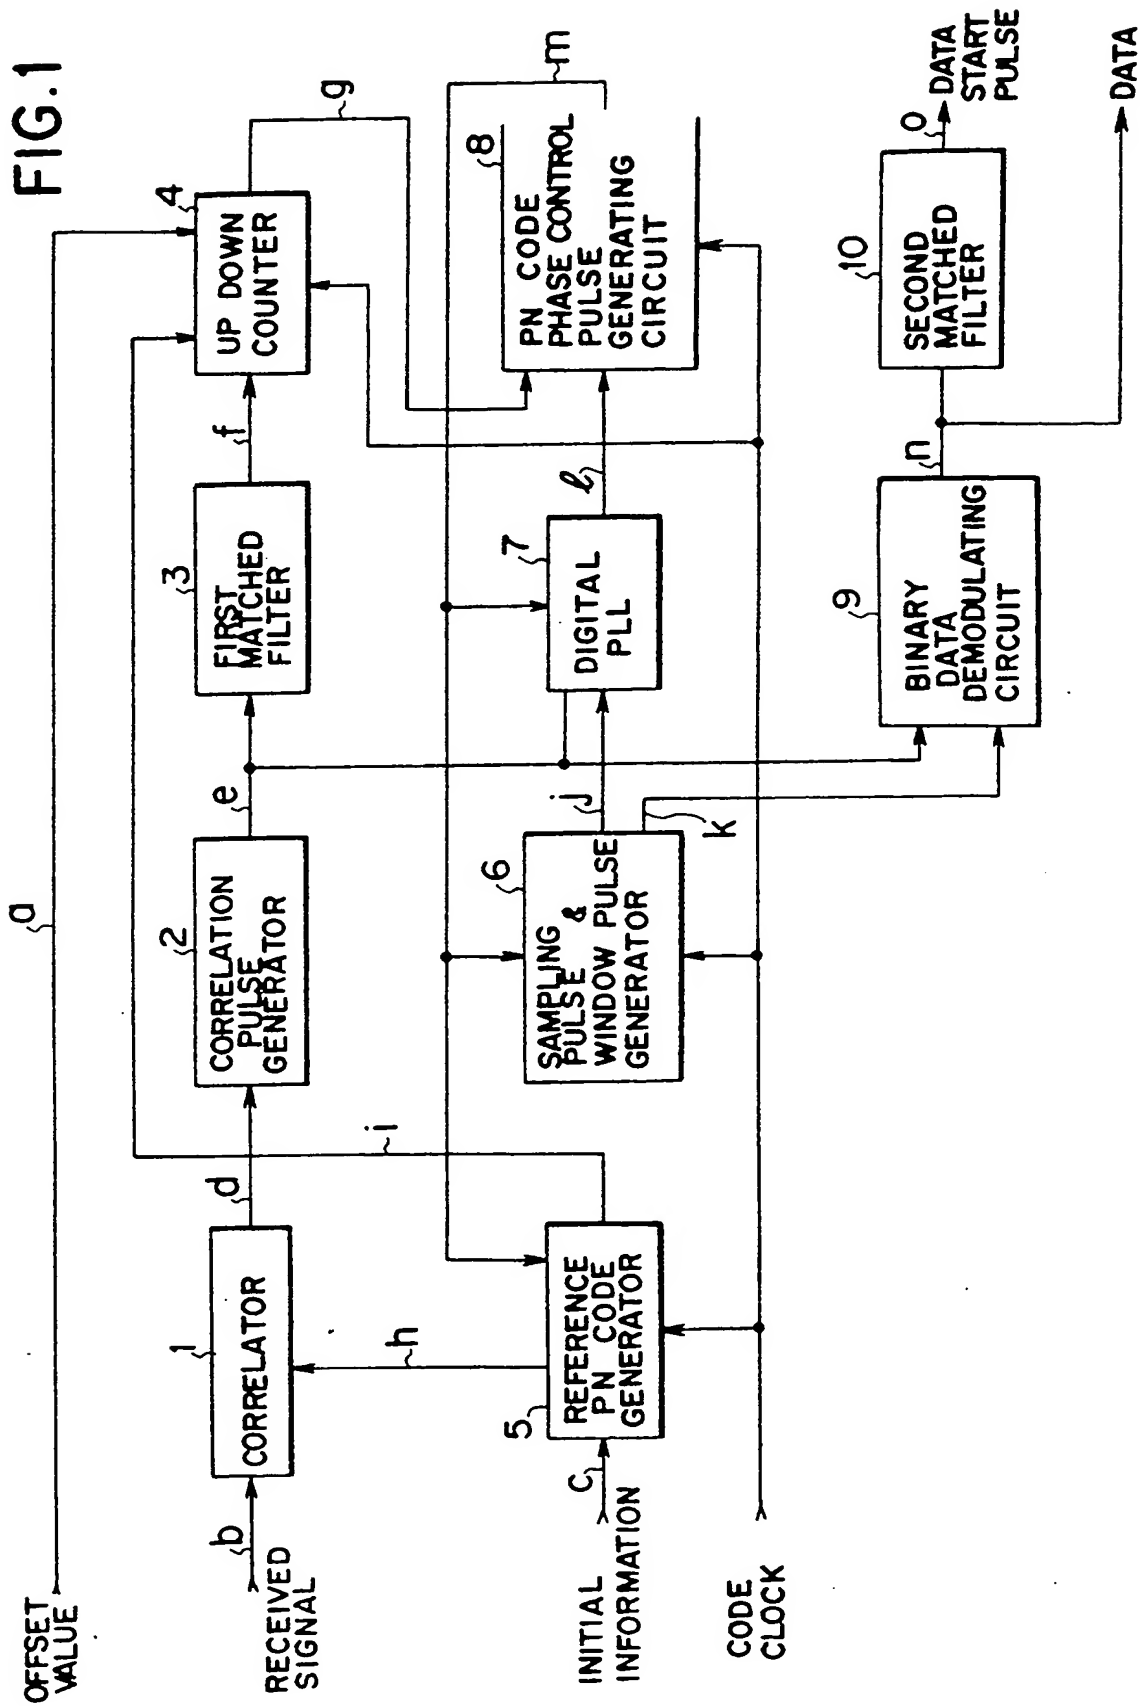 FIG.1
OFFSET
VALUE
a
RECEIVED
SIGNAL
b
1
CORRELATOR
d
2
CORRELATION
PULSE
GENERATOR
e
3
FIRST
MATCHED
FILTER
f
4
UP DOWN
COUNTER
g
h
i
INITIAL
INFORMATION
c
5
REFERENCE
PN CODE
GENERATOR
6
SAMPLING
PULSE &
WINDOW PULSE
GENERATOR
j
k
7
DIGITAL
PLL
ℓ
8
PN CODE
PHASE CONTROL
PULSE
GENERATING
CIRCUIT
m
CODE
CLOCK
9
BINARY
DATA
DEMODULATING
CIRCUIT
n
10
SECOND
MATCHED
FILTER
o
DATA
START
PULSE
DATA